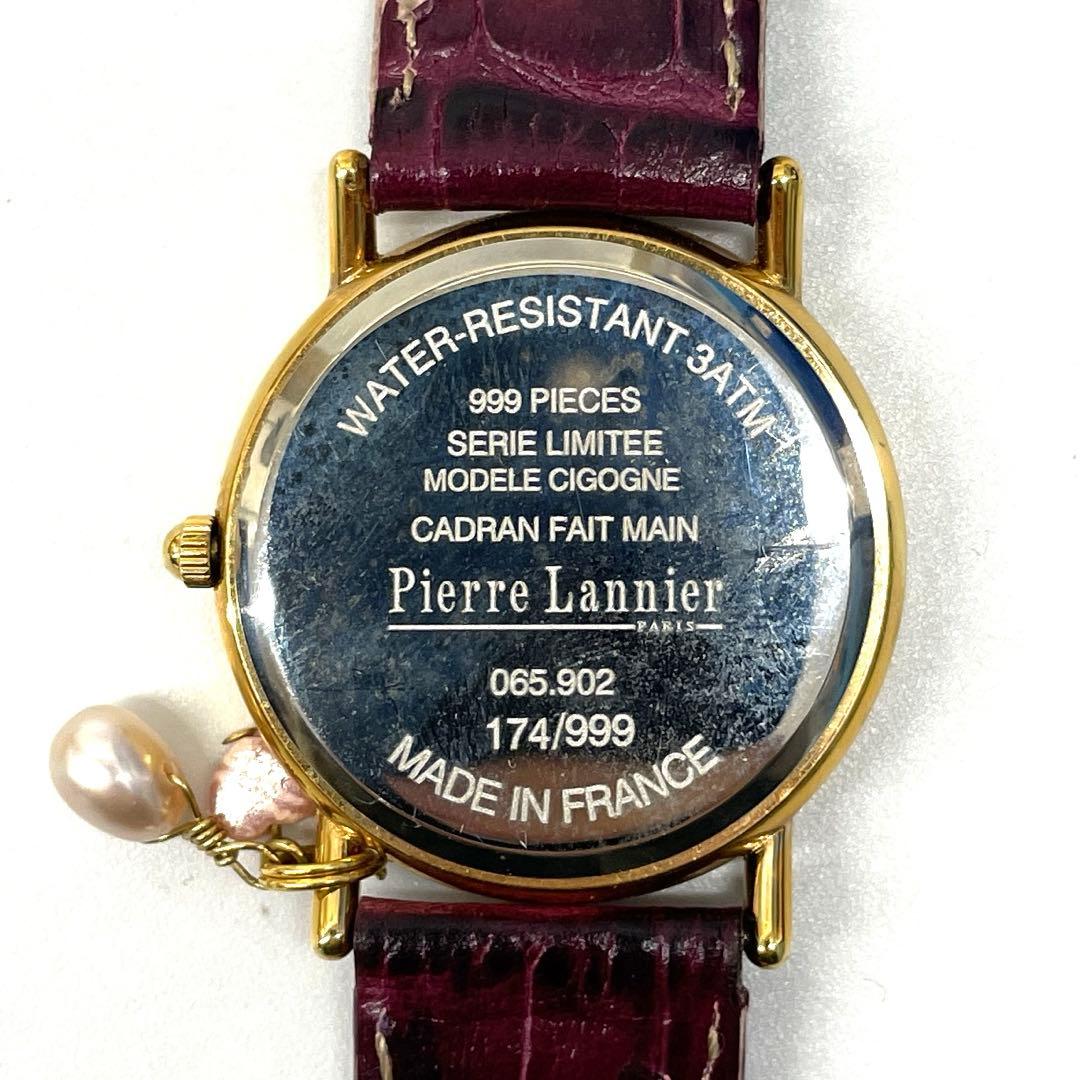 WATER-RESISTANT 3ATM
999 PIECES
SERIE LIMITEE
MODELE CIGOGNE
CADRAN FAIT MAIN
Pierre Lannier
PARIS
065.902
174/999
MADE IN FRANCE